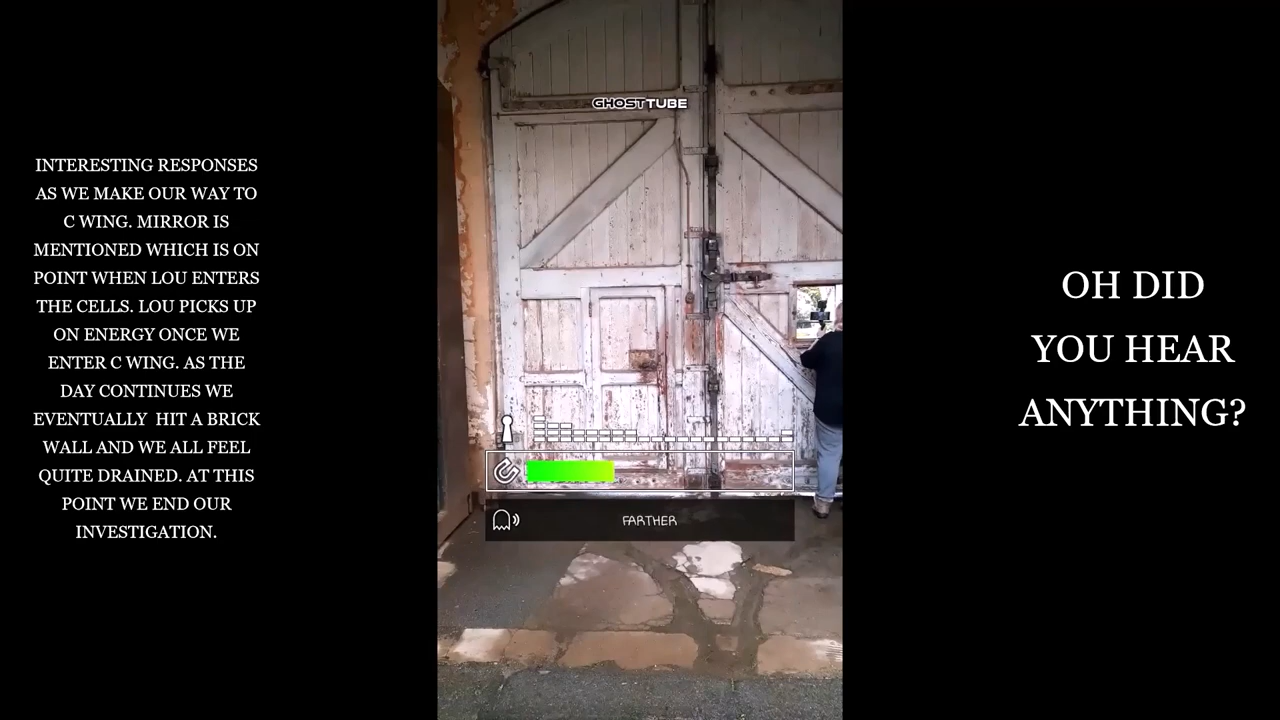 INTERESTING RESPONSES
AS WE MAKE OUR WAY TO
C WING. MIRROR IS
MENTIONED WHICH IS ON
POINT WHEN LOU ENTERS
THE CELLS. LOU PICKS UP
ON ENERGY ONCE WE
ENTER C WING. AS THE
DAY CONTINUES WE
EVENTUALLY  HIT A BRICK
WALL AND WE ALL FEEL
QUITE DRAINED. AT THIS
POINT WE END OUR
INVESTIGATION.
GHOSTTUBE
FARTHER
OH DID
YOU HEAR
ANYTHING?